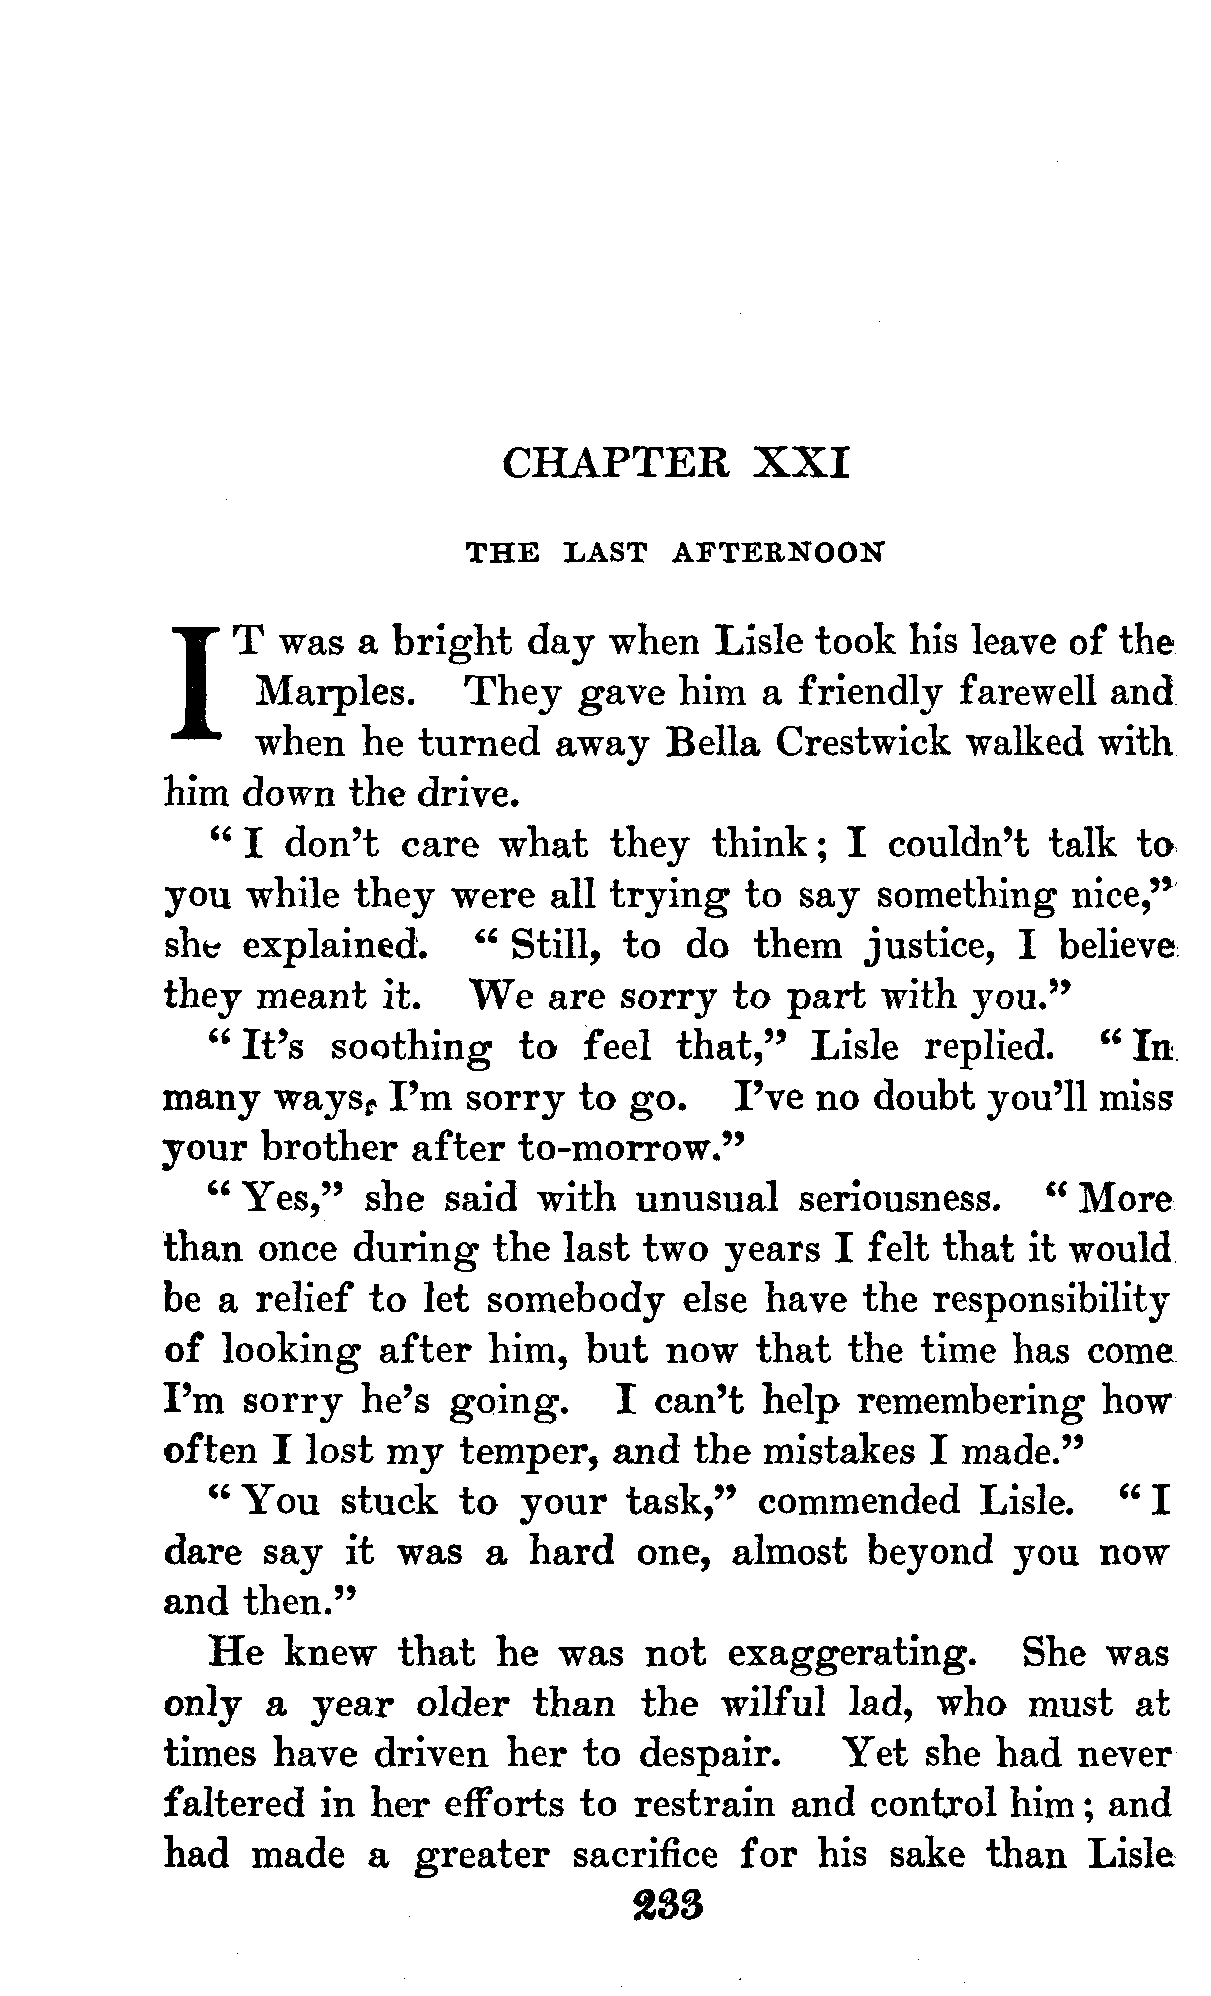 CHAPTER XXI
THE LAST AFTERNOON
IT was a bright day when Lisle took his leave of the
Marples. They gave him a friendly farewell and
when he turned away Bella Crestwick walked with
him down the drive.
“I don’t care what they think; I couldn’t talk to
you while they were all trying to say something nice,”
she explained. “Still, to do them justice, I believe
they meant it. We are sorry to part with you.”
“It’s soothing to feel that,” Lisle replied. “In
many ways, I’m sorry to go. I’ve no doubt you’ll miss
your brother after to-morrow.”
“Yes,” she said with unusual seriousness. “More
than once during the last two years I felt that it would
be a relief to let somebody else have the responsibility
of looking after him, but now that the time has come
I’m sorry he’s going. I can’t help remembering how
often I lost my temper, and the mistakes I made.”
“You stuck to your task,” commended Lisle. “I
dare say it was a hard one, almost beyond you now
and then.”
He knew that he was not exaggerating. She was
only a year older than the wilful lad, who must at
times have driven her to despair. Yet she had never
faltered in her efforts to restrain and control him; and
had made a greater sacrifice for his sake than Lisle
233